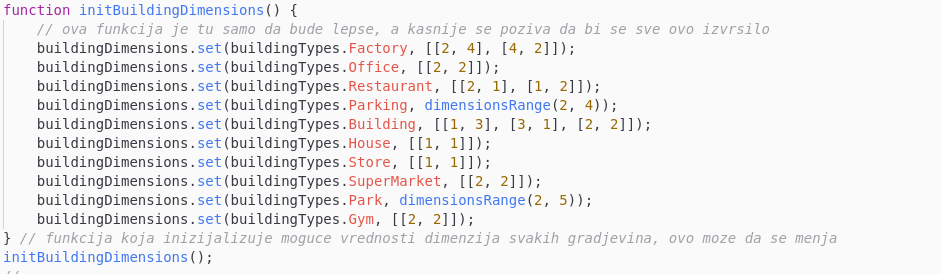 function initBuildingDimensions() {
    // ova funkcija je tu samo da bude lepse, a kasnije se poziva da bi se sve ovo izvrsilo
    buildingDimensions.set(buildingTypes.Factory, [[2, 4], [4, 2]]);
    buildingDimensions.set(buildingTypes.Office, [[2, 2]]);
    buildingDimensions.set(buildingTypes.Restaurant, [[2, 1], [1, 2]]);
    buildingDimensions.set(buildingTypes.Parking, dimensionsRange(2, 4));
    buildingDimensions.set(buildingTypes.Building, [[1, 3], [3, 1], [2, 2]]);
    buildingDimensions.set(buildingTypes.House, [[1, 1]]);
    buildingDimensions.set(buildingTypes.Store, [[1, 1]]);
    buildingDimensions.set(buildingTypes.SuperMarket, [[2, 2]]);
    buildingDimensions.set(buildingTypes.Park, dimensionsRange(2, 5));
    buildingDimensions.set(buildingTypes.Gym, [[2, 2]]);
} // funkcija koja inizijalizuje moguce vrednosti dimenzija svakih gradjevina, ovo moze da se menja
initBuildingDimensions();